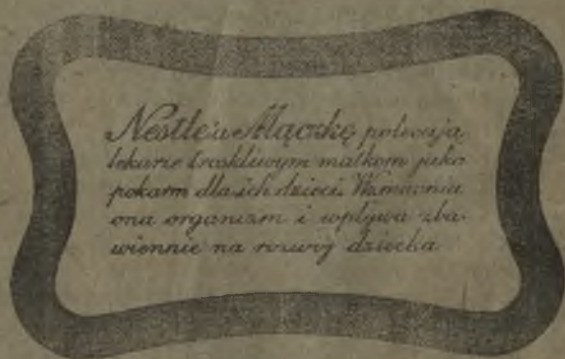 Nestle'a Mączkę polecają
lekarze troskliwym matkom jako
pokarm dla ich dzieci. Wzmacnia
ona organizm i wpływa zba-
wiennie na rozwój dziecka